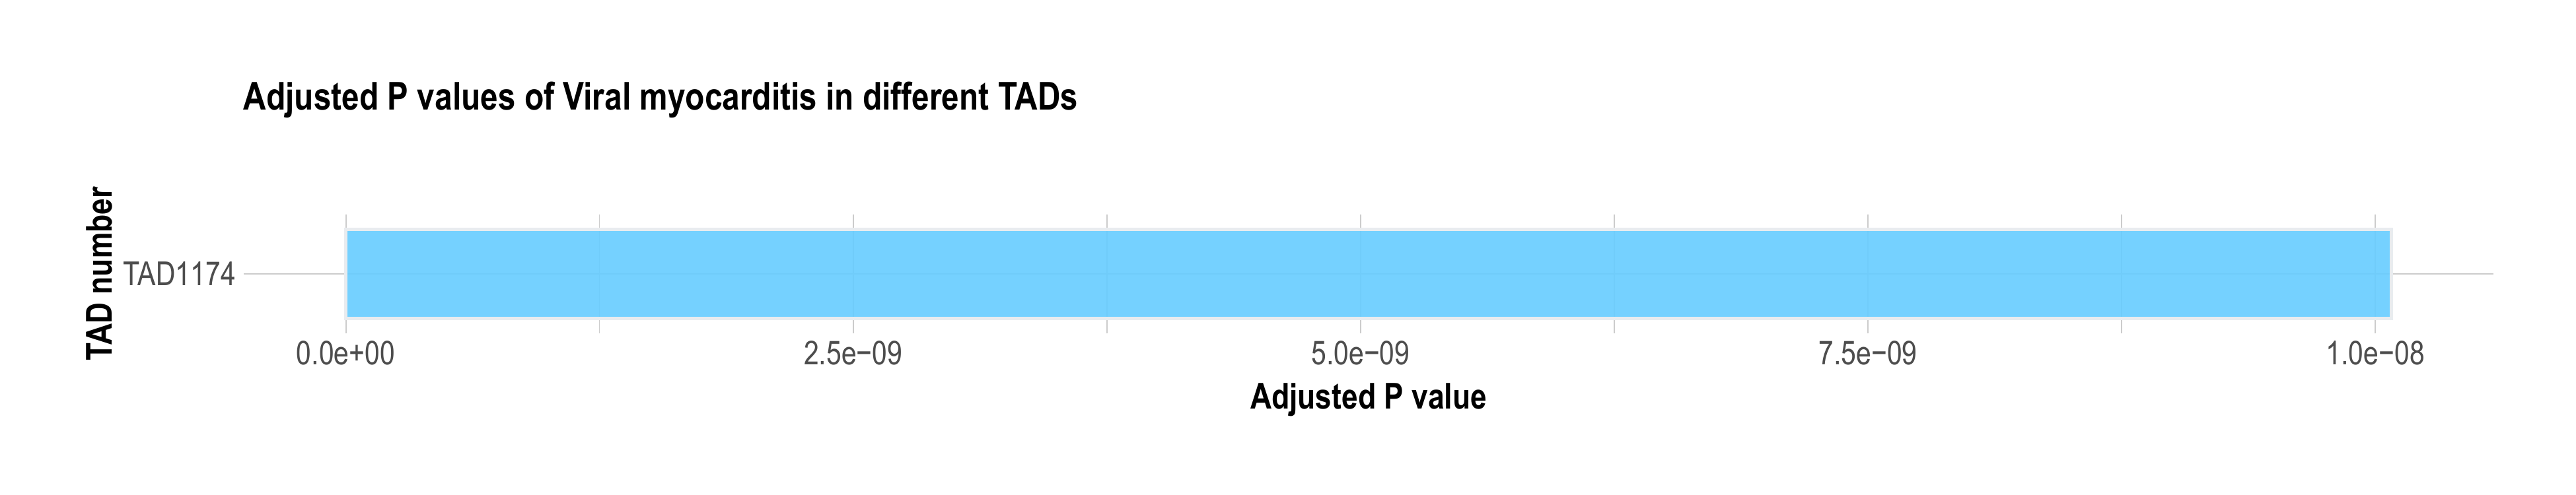 Adjusted P values of Viral myocarditis in different TADs
TAD number
TAD1174
0.0e+00 2.5e−09 5.0e−09 7.5e−09 1.0e−08
Adjusted P value